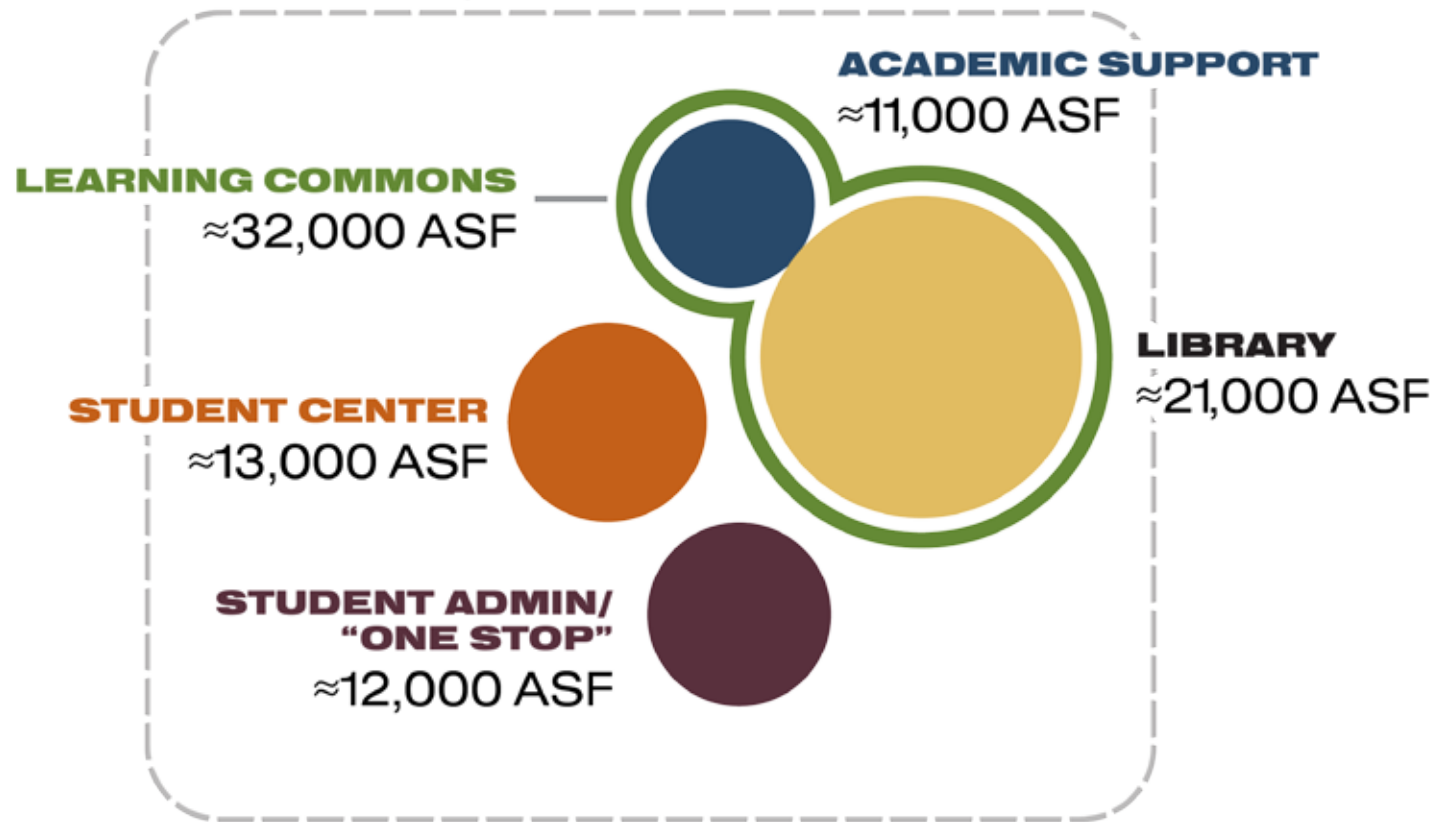 ACADEMIC SUPPORT
≈11,000 ASF
LEARNING COMMONS
≈32,000 ASF
LIBRARY
≈21,000 ASF
STUDENT CENTER
≈13,000 ASF
STUDENT ADMIN/
“ONE STOP”
≈12,000 ASF